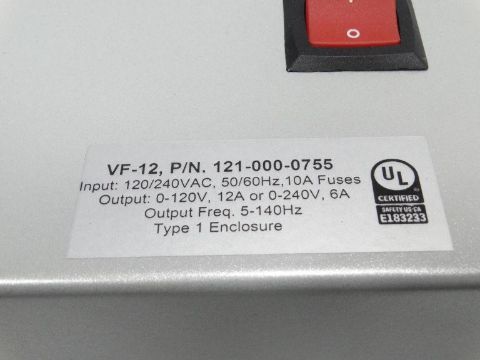 VF-12, P/N. 121-000-0755
Input: 120/240VAC, 50/60Hz,10A Fuses
Output: 0-120V, 12A or 0-240V, 6A
Output Freq. 5-140Hz
Type 1 Enclosure
UL
CERTIFIED
SAFETY US-CA
E183233